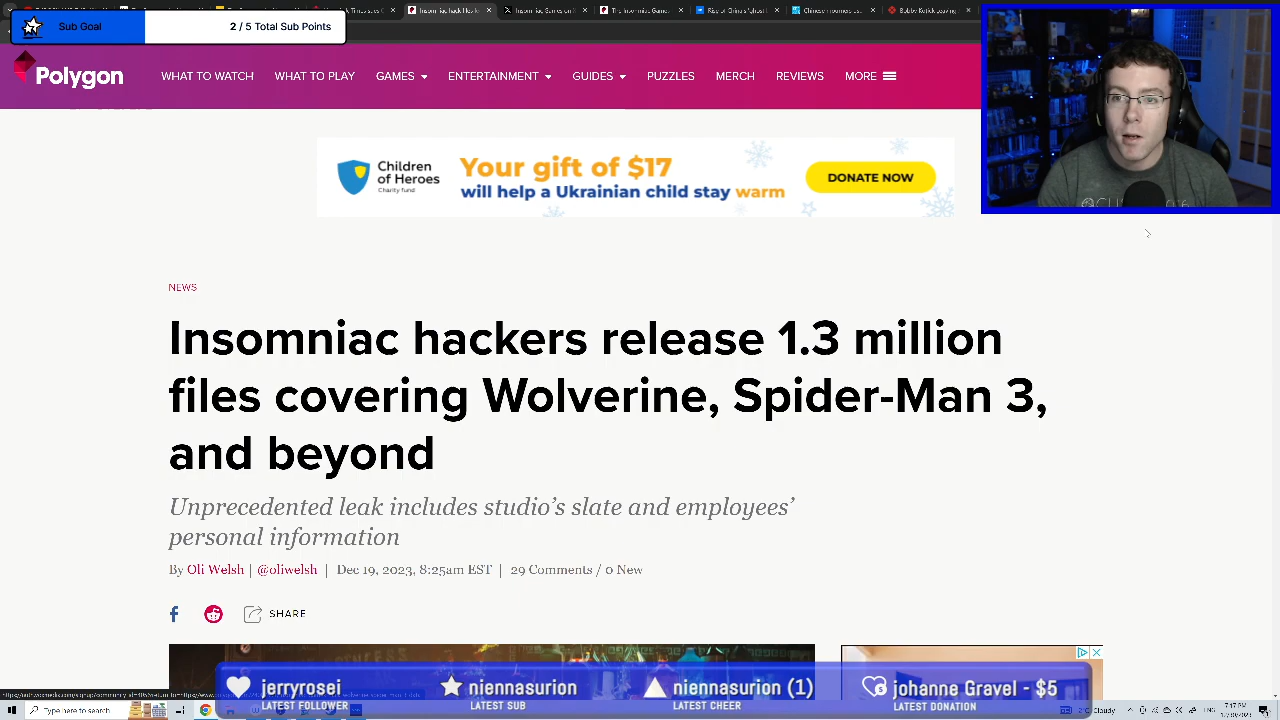 Sub Goal
2 / 5 Total Sub Points
Polygon
WHAT TO WATCH
WHAT TO PLAY
GAMES
ENTERTAINMENT
GUIDES
PUZZLES
MERCH
REVIEWS
MORE
Children
of Heroes
Charity fund
Your gift of $17
will help a Ukrainian child stay warm
DONATE NOW
NEWS
Insomniac hackers release 1.3 million
files covering Wolverine, Spider-Man 3,
and beyond
Unprecedented leak includes studio's slate and employees'
personal information
By Oli Welsh | @oliwelsh | Dec 19, 2023, 8:25am EST | 29 Comments / 0 New
SHARE
jerryrosei
LATEST FOLLOWER
niennasurion
LATEST SUB
niennasurion (1)
LATEST CHEER
johanne Gravel - $5
LATEST DONATION
Type here to search
Cloudy
7:17 PM